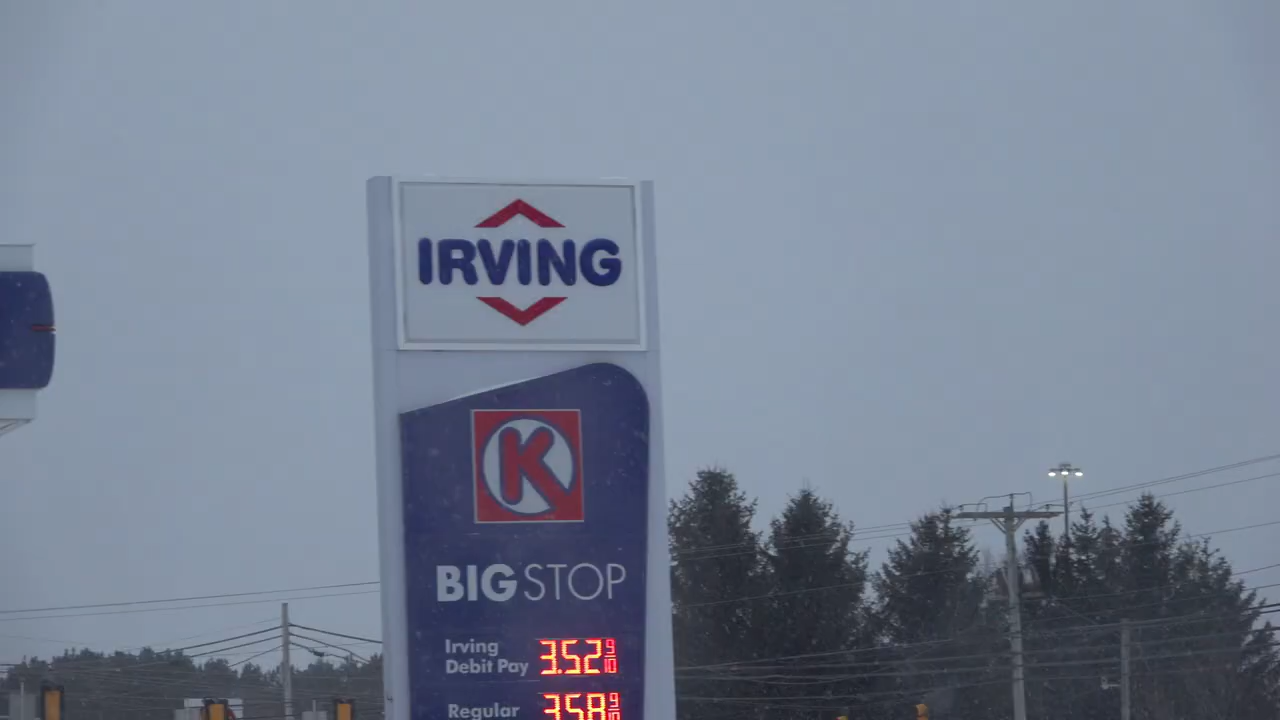 IRVING
K
BIG STOP
Irving
Debit Pay 3.52 9/10
Regular 3.58 9/10